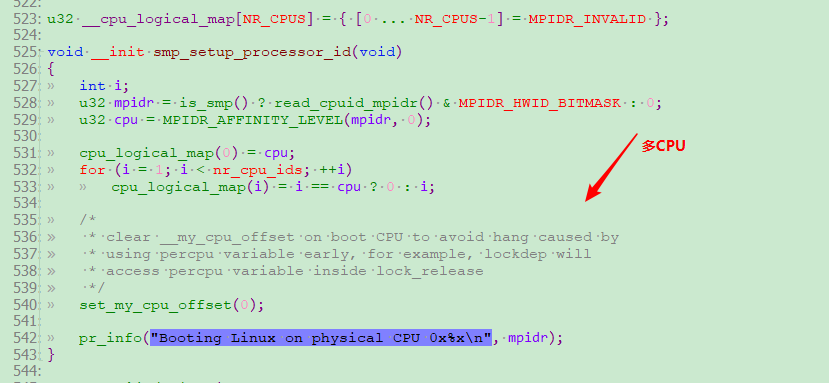 523: u32 __cpu_logical_map[NR_CPUS] = { [0 ... NR_CPUS-1] = MPIDR_INVALID };
524:
525: void __init smp_setup_processor_id(void)
526: {
527: » int i;
528: » u32 mpidr = is_smp() ? read_cpuid_mpidr() & MPIDR_HWID_BITMASK : 0;
529: » u32 cpu = MPIDR_AFFINITY_LEVEL(mpidr, 0);
530:
多CPU
531: » cpu_logical_map(0) = cpu;
532: » for (i = 1; i < nr_cpu_ids; ++i)
533: » » cpu_logical_map(i) = i == cpu ? 0 : i;
534:
535: » /*
536: » * clear __my_cpu_offset on boot CPU to avoid hang caused by
537: » * using percpu variable early, for example, lockdep will
538: » * access percpu variable inside lock_release
539: » */
540: » set_my_cpu_offset(0);
541:
542: » pr_info("Booting Linux on physical CPU 0x%x\n", mpidr);
543: }
544: